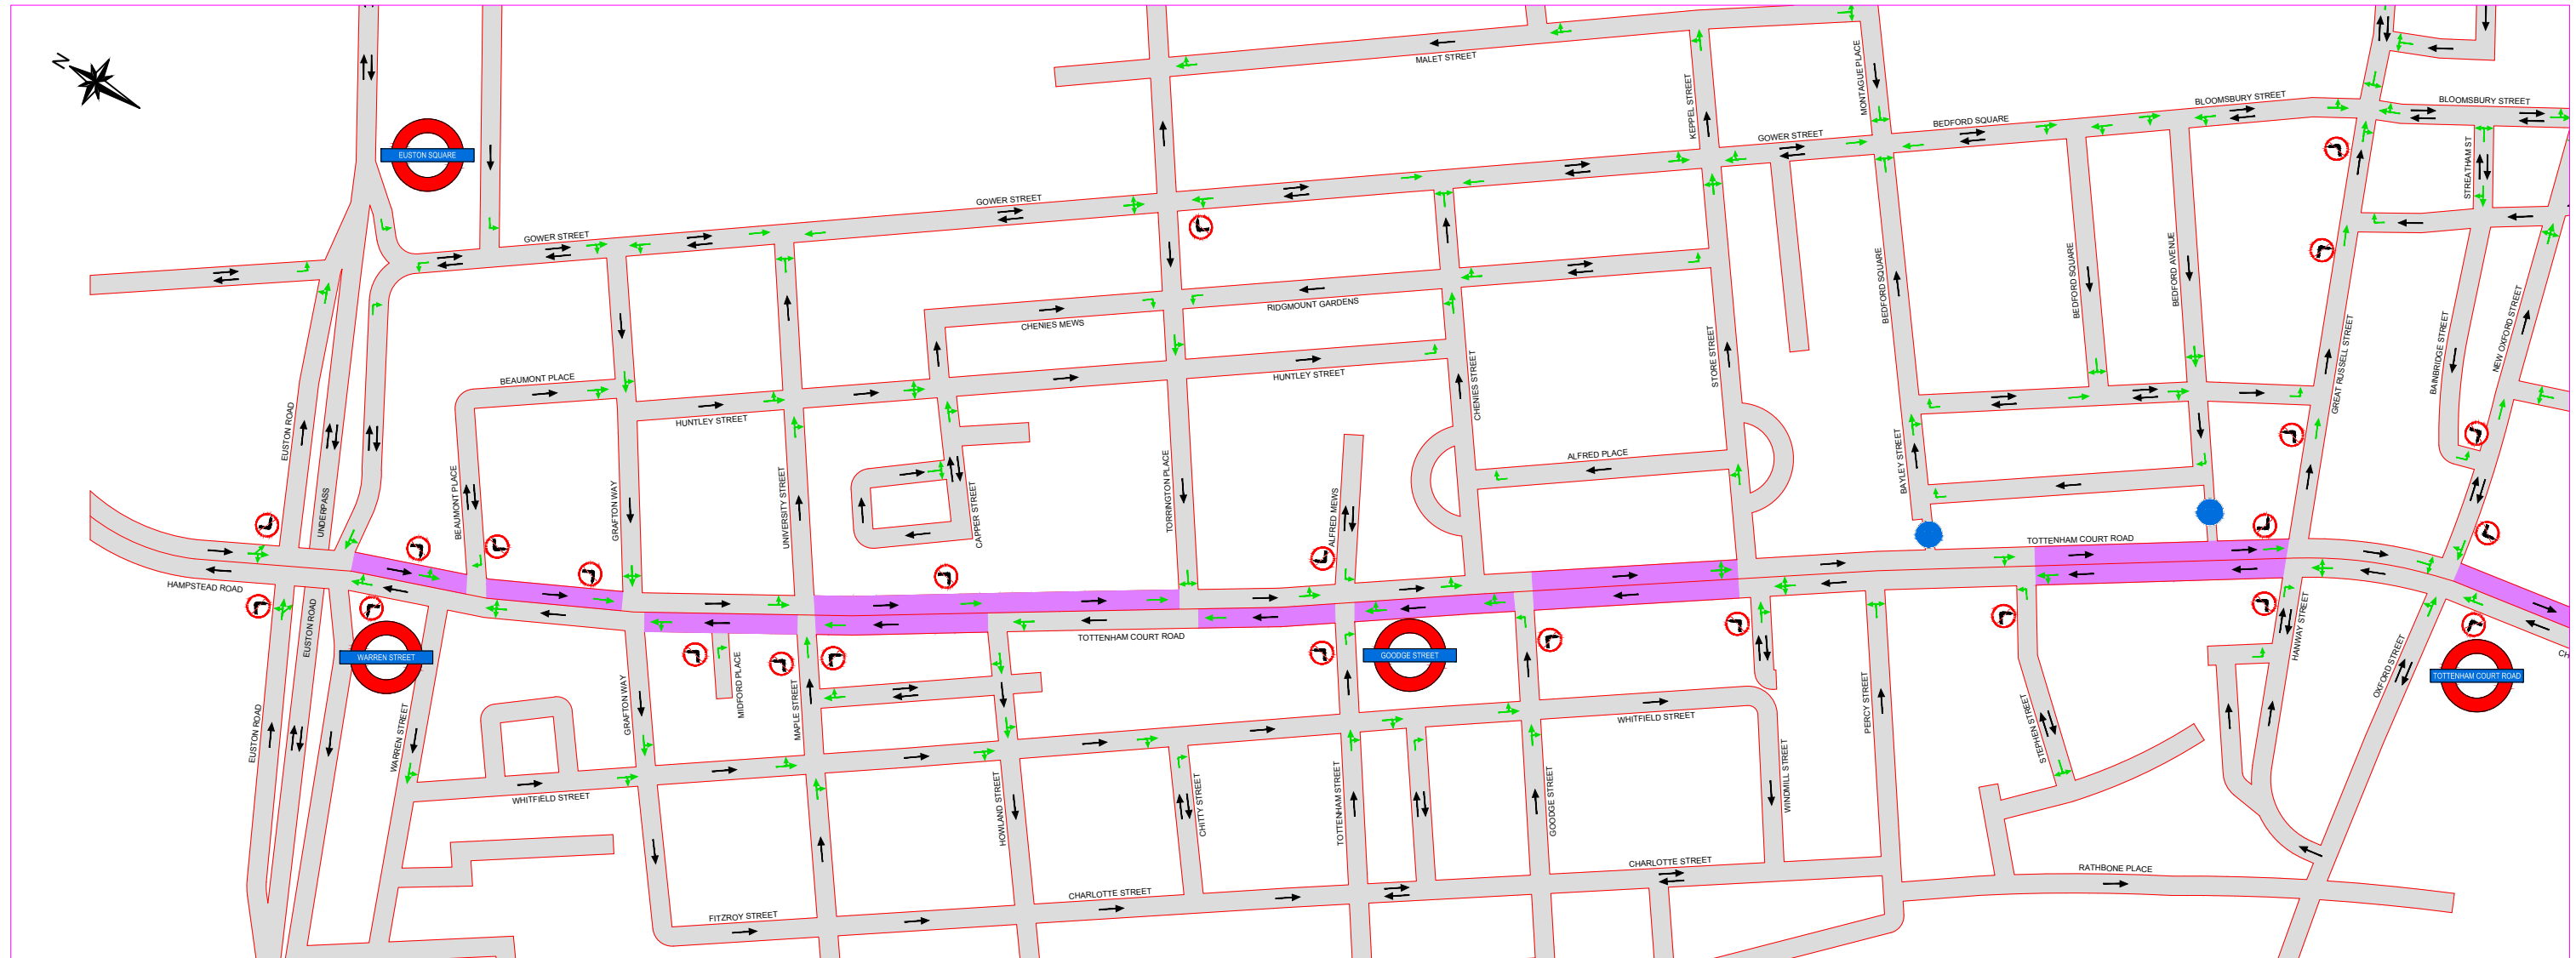 N
MALET STREET
KEPPEL STREET
MONTAGUE PLACE
BLOOMSBURY STREET
BLOOMSBURY STREET
BEDFORD SQUARE
GOWER STREET
EUSTON SQUARE
STREATHAM ST
GOWER STREET
GOWER STREET
BEDFORD SQUARE
BEDFORD SQUARE
BEDFORD AVENUE
RIDGMOUNT GARDENS
CHENIES MEWS
GREAT RUSSELL STREET
BAINBRIDGE STREET
NEW OXFORD STREET
BEAUMONT PLACE
HUNTLEY STREET
HUNTLEY STREET
CHENIES STREET
STORE STREET
EUSTON ROAD
UNDERPASS
BEAUMONT PLACE
GRAFTON WAY
UNIVERSITY STREET
CAPPER STREET
TORRINGTON PLACE
ALFRED MEWS
ALFRED PLACE
BAYLEY STREET
TOTTENHAM COURT ROAD
HAMPSTEAD ROAD
EUSTON ROAD
WARREN STREET
TOTTENHAM COURT ROAD
GOODGE STREET
HANWAY STREET
OXFORD STREET
TOTTENHAM COURT ROAD
CH
EUSTON ROAD
WARREN STREET
GRAFTON WAY
MIDFORD PLACE
MAPLE STREET
WHITFIELD STREET
PERCY STREET
STEPHEN STREET
WHITFIELD STREET
HOWLAND STREET
CHITTY STREET
TOTTENHAM STREET
GOODGE STREET
WINDMILL STREET
CHARLOTTE STREET
RATHBONE PLACE
CHARLOTTE STREET
FITZROY STREET